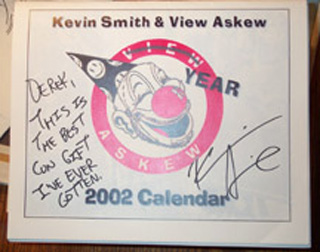 Kevin Smith & View Askew
VIEW
YEAR
ASKEW
DEREK,
THIS IS
THE BEST
CON GIFT
I'VE EVER
GOTTEN.
2002 Calendar